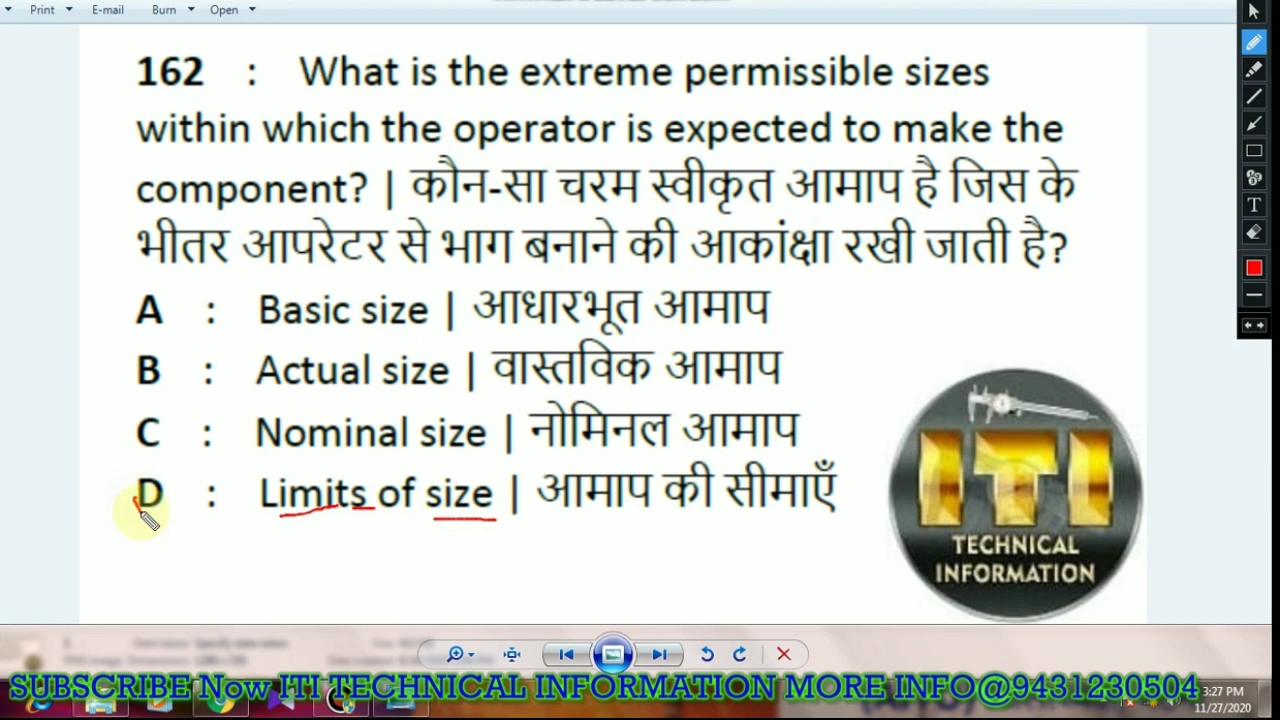 Print
E-mail
Burn
Open
162 : What is the extreme permissible sizes
within which the operator is expected to make the
component? | कौन-सा चरम स्वीकृत आमाप है जिस के
भीतर आपरेटर से भाग बनाने की आकांक्षा रखी जाती है?
A : Basic size | आधारभूत आमाप
B : Actual size | वास्तविक आमाप
C : Nominal size | नोमिनल आमाप
D : Limits of size | आमाप की सीमाएँ
ITI
TECHNICAL
INFORMATION
T
SUBSCRIBE Now ITI TECHNICAL INFORMATION MORE INFO@9431230504
3:27 PM
11/27/2020